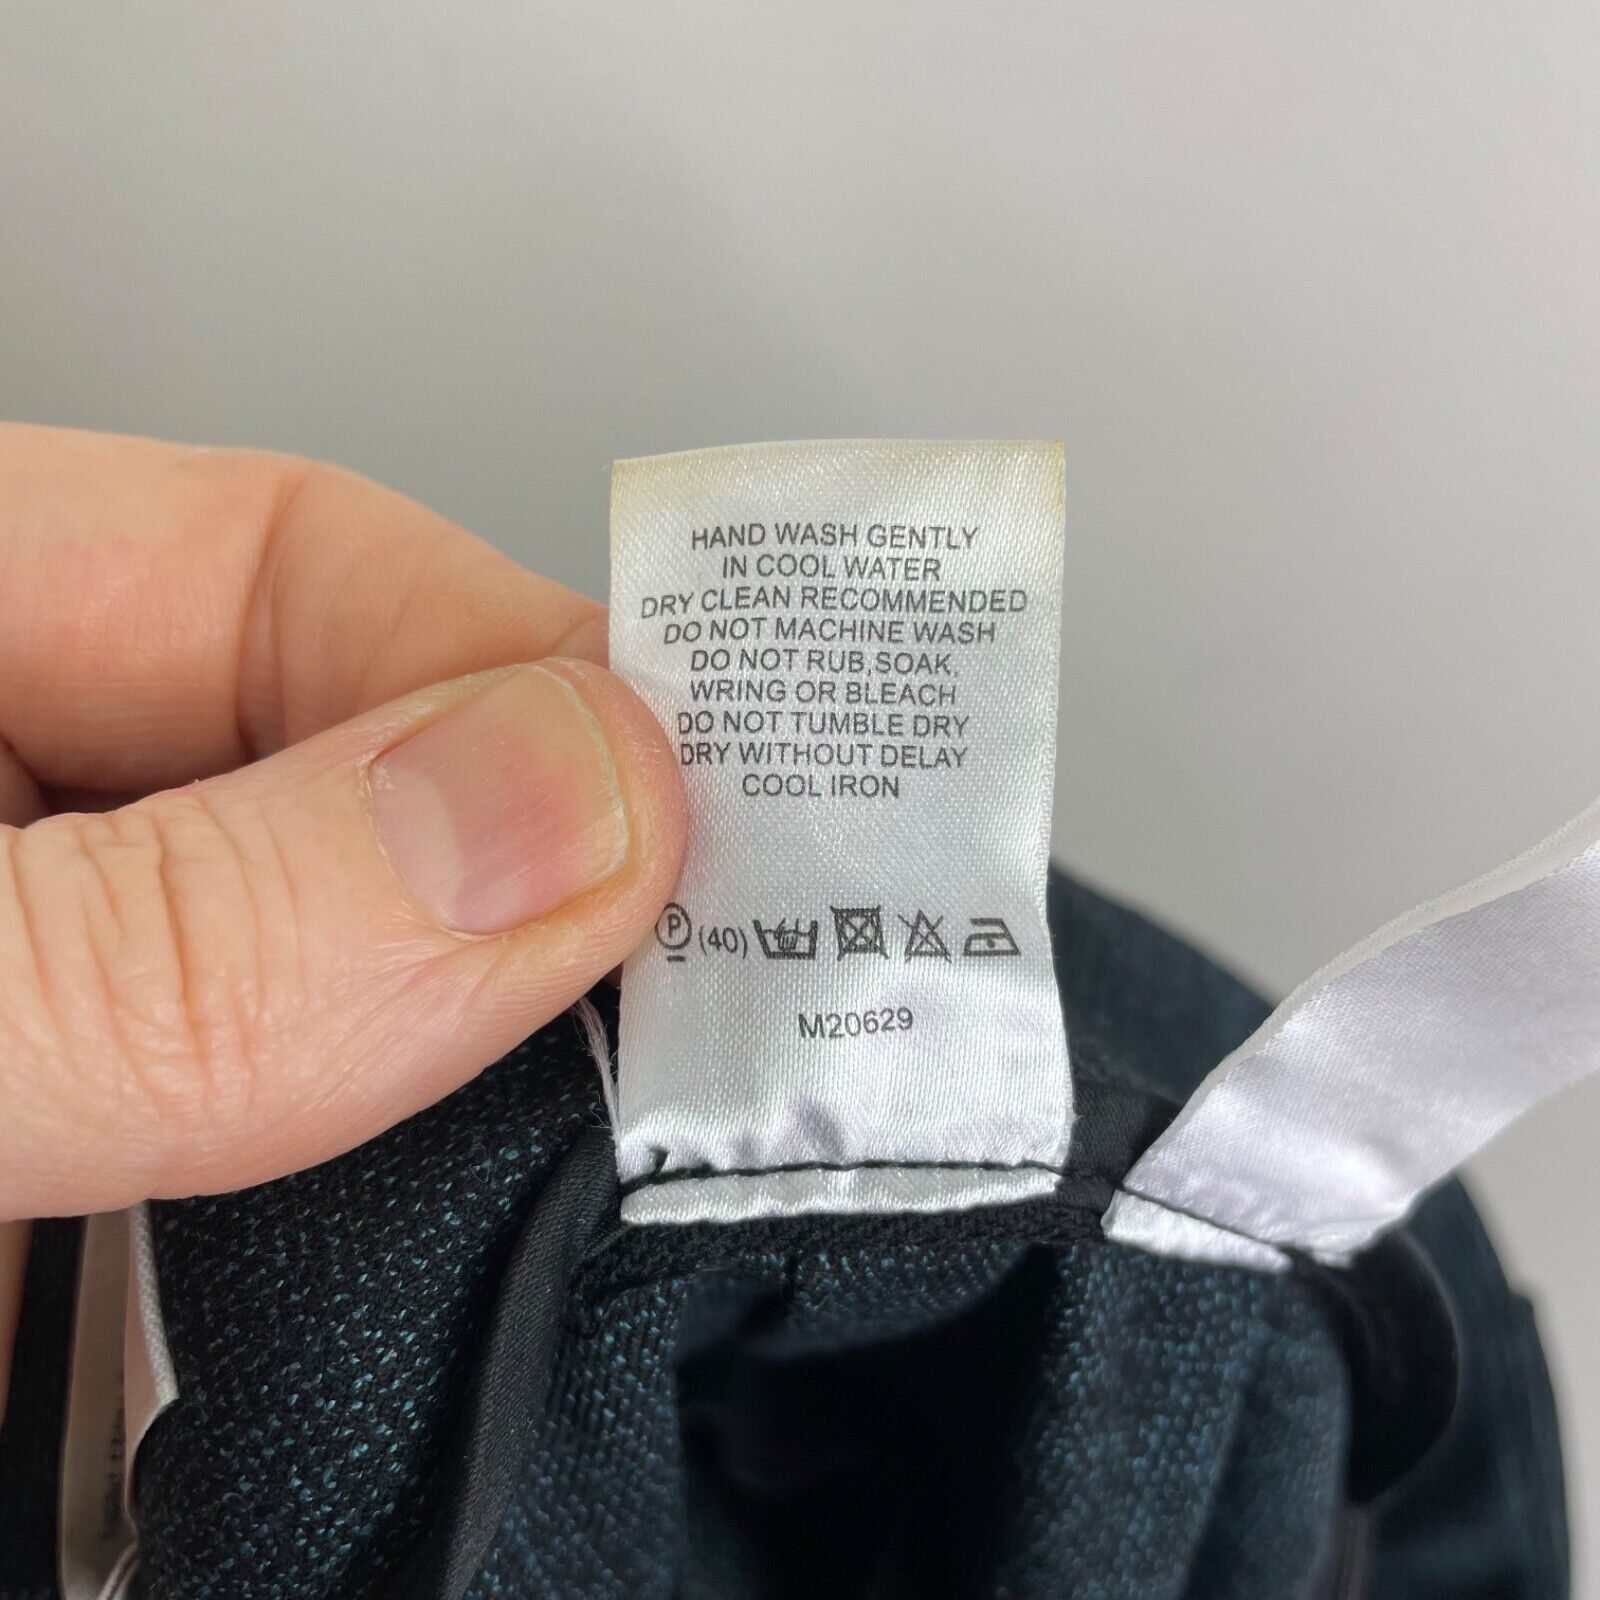 HAND WASH GENTLY
IN COOL WATER
DRY CLEAN RECOMMENDED
DO NOT MACHINE WASH
DO NOT RUB,SOAK,
WRING OR BLEACH
DO NOT TUMBLE DRY
DRY WITHOUT DELAY
COOL IRON
P (40)
M20629